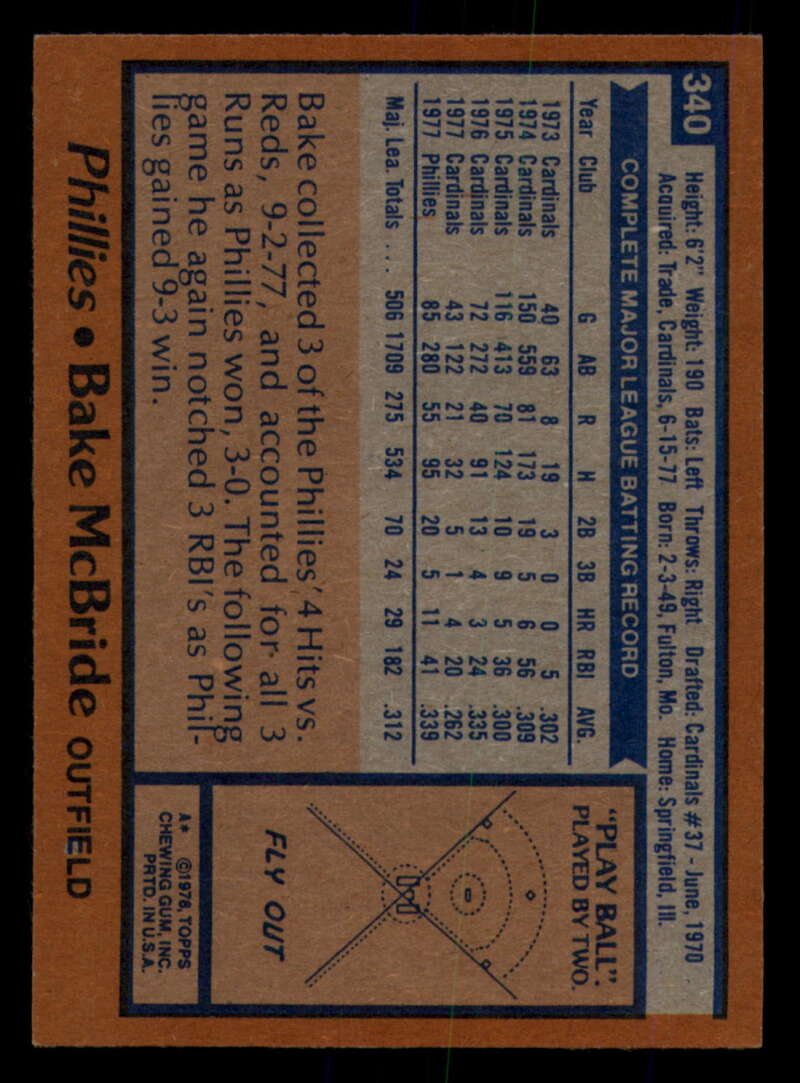 340
Height: 6'2" Weight: 190 Bats: Left Throws: Right Drafted: Cardinals #37 - June, 1970
Acquired: Trade, Cardinals, 6-15-77 Born: 2-3-49, Fulton, Mo. Home: Springfield, Ill.
COMPLETE MAJOR LEAGUE BATTING RECORD
Year Club G AB R H 2B 3B HR RBI AVG.
1973 Cardinals 40 63 8 19 3 0 0 5 .302
1974 Cardinals 150 559 81 173 19 5 6 56 .309
1975 Cardinals 116 413 70 124 10 9 5 36 .300
1976 Cardinals 72 272 40 91 13 4 3 24 .335
1977 Cardinals 43 122 21 32 5 1 4 20 .262
1977 Phillies 85 280 55 95 20 5 11 41 .339
Maj. Lea. Totals ... 506 1709 275 534 70 24 29 182 .312
Bake collected 3 of the Phillies' 4 Hits vs.
Reds, 9-2-77, and accounted for all 3
Runs as Phillies won, 3-0. The following
game he again notched 3 RBI's as Phil-
lies gained 9-3 win.
"PLAY BALL":
PLAYED BY TWO.
FLY OUT
A* ©1978, TOPPS
CHEWING GUM, INC.
PRTD. IN U.S.A.
Phillies • Bake McBride OUTFIELD